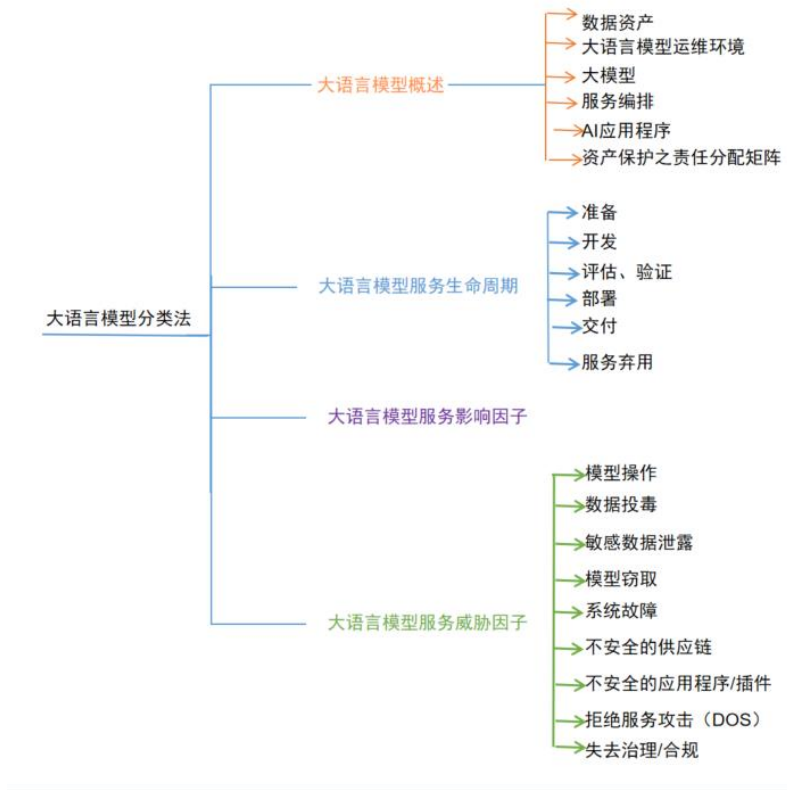 大语言模型分类法
大语言模型概述
数据资产
大语言模型运维环境
大模型
服务编排
AI应用程序
资产保护之责任分配矩阵
大语言模型服务生命周期
准备
开发
评估、验证
部署
交付
服务弃用
大语言模型服务影响因子
大语言模型服务威胁因子
模型操作
数据投毒
敏感数据泄露
模型窃取
系统故障
不安全的供应链
不安全的应用程序/插件
拒绝服务攻击（DOS）
失去治理/合规